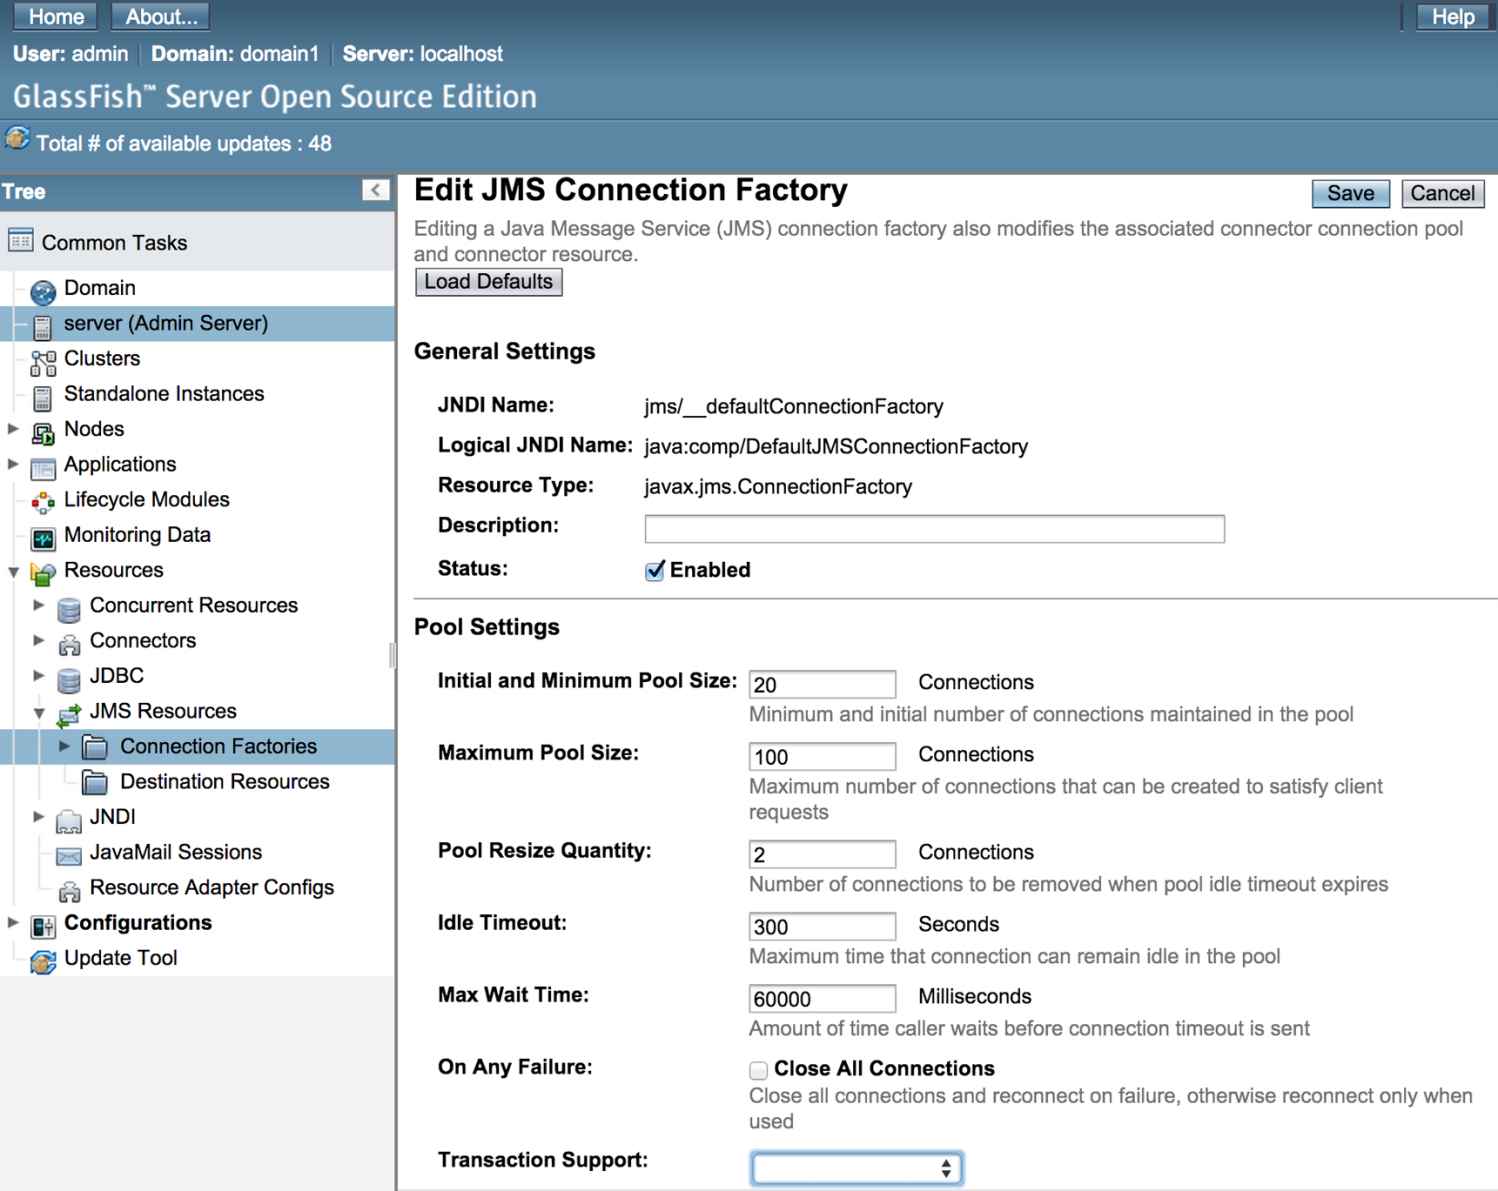 Home About... Help
User: admin Domain: domain1 Server: localhost
GlassFish™ Server Open Source Edition
Total # of available updates : 48
Tree
Common Tasks
Domain
server (Admin Server)
Clusters
Standalone Instances
Nodes
Applications
Lifecycle Modules
Monitoring Data
Resources
Concurrent Resources
Connectors
JDBC
JMS Resources
Connection Factories
Destination Resources
JNDI
JavaMail Sessions
Resource Adapter Configs
Configurations
Update Tool
Edit JMS Connection Factory
Save Cancel
Editing a Java Message Service (JMS) connection factory also modifies the associated connector connection pool
and connector resource.
Load Defaults
General Settings
JNDI Name: jms/__defaultConnectionFactory
Logical JNDI Name: java:comp/DefaultJMSConnectionFactory
Resource Type: javax.jms.ConnectionFactory
Description:
Status: Enabled
Pool Settings
Initial and Minimum Pool Size: 20 Connections
Minimum and initial number of connections maintained in the pool
Maximum Pool Size: 100 Connections
Maximum number of connections that can be created to satisfy client
requests
Pool Resize Quantity: 2 Connections
Number of connections to be removed when pool idle timeout expires
Idle Timeout: 300 Seconds
Maximum time that connection can remain idle in the pool
Max Wait Time: 60000 Milliseconds
Amount of time caller waits before connection timeout is sent
On Any Failure: Close All Connections
Close all connections and reconnect on failure, otherwise reconnect only when
used
Transaction Support: